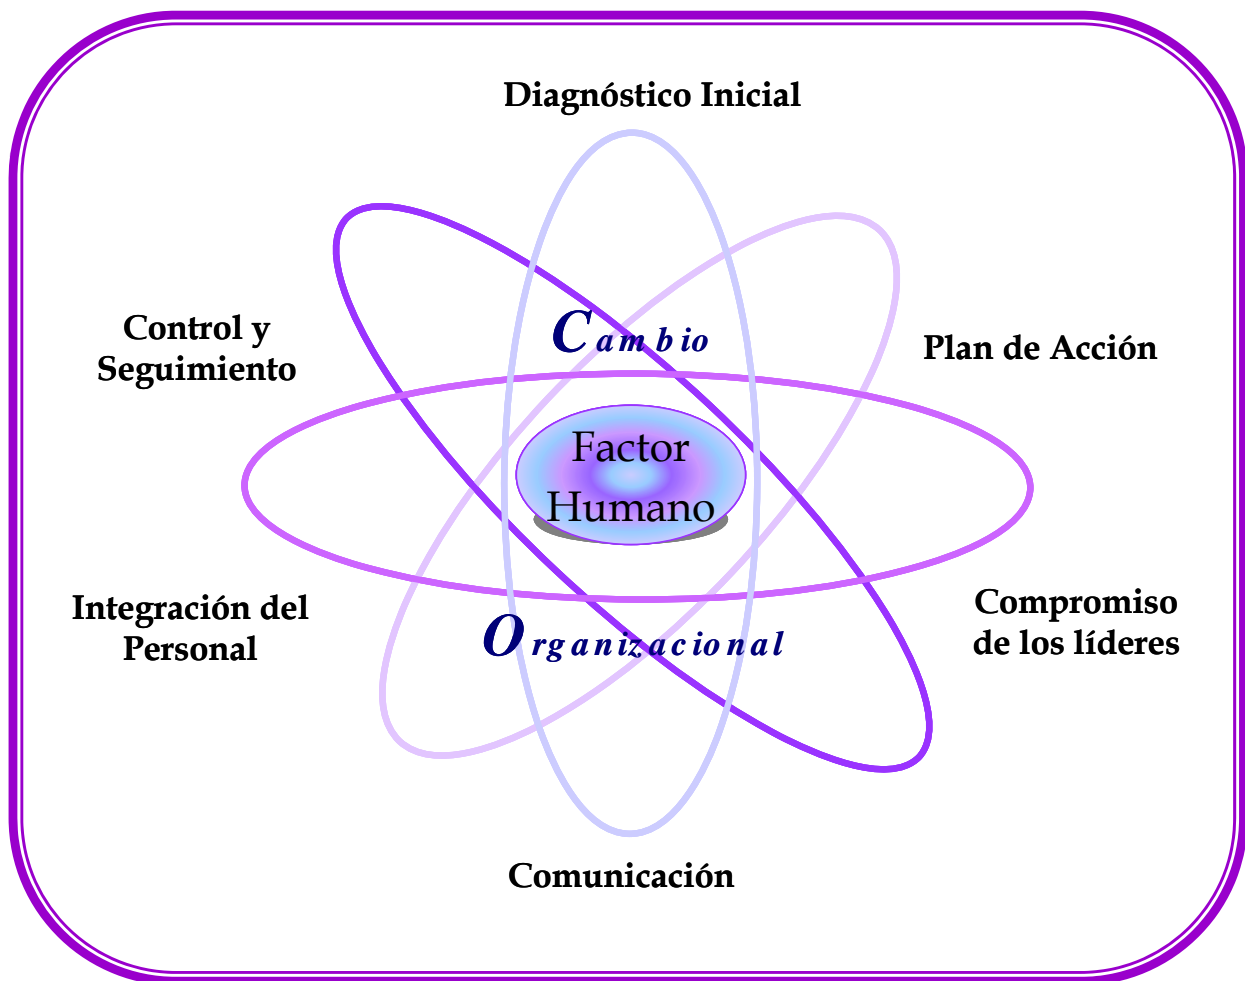 Diagnóstico Inicial
Control y
Seguimiento
Cambio
Plan de Acción
Factor
Humano
Integración del
Personal
Organizacional
Compromiso
de los líderes
Comunicación